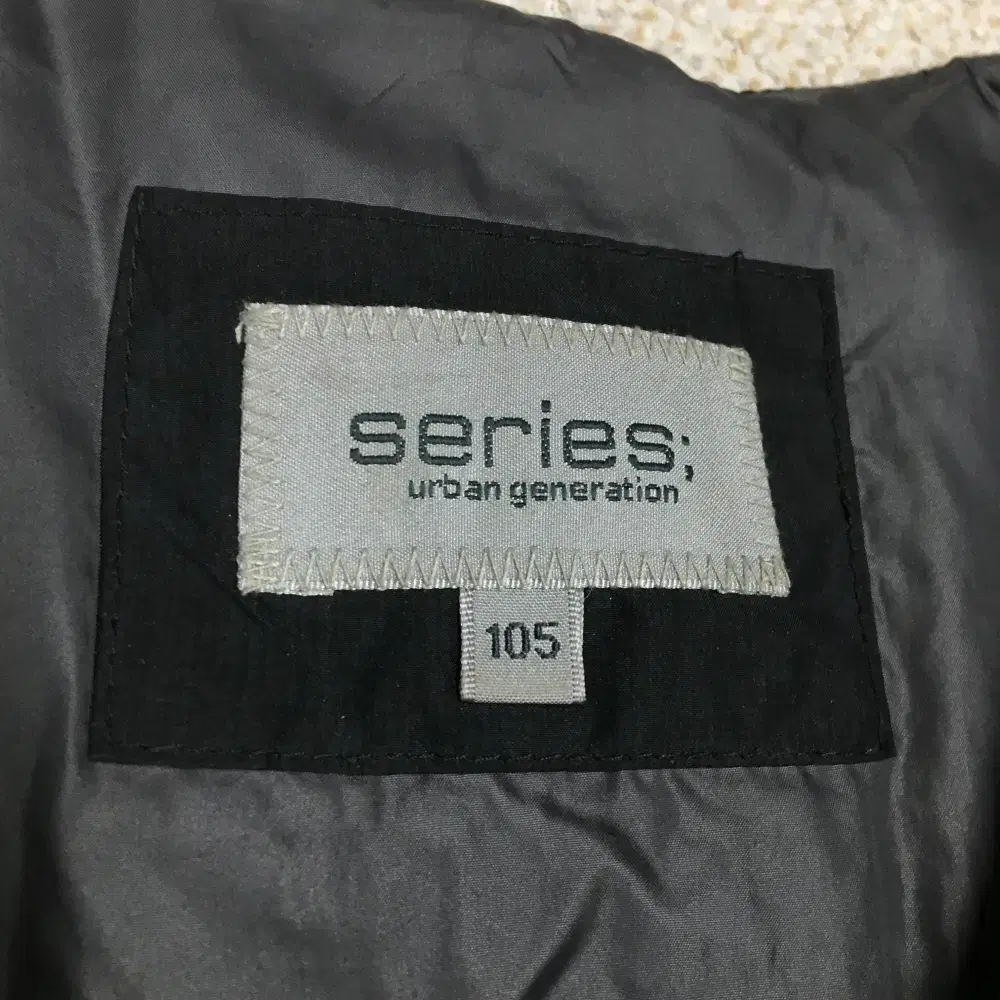 series;
urban generation
105